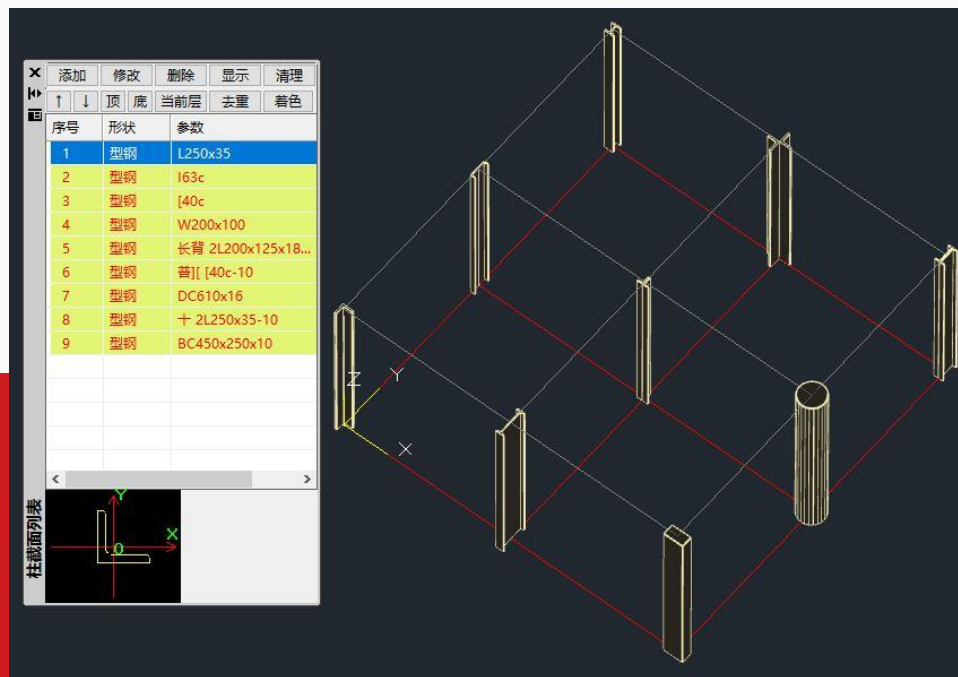 添加 修改 删除 显示 清理
↑ ↓ 顶 底 当前层 去重 着色
序号 形状 参数
1 型钢 L250x35
2 型钢 I63c
3 型钢 [40c
4 型钢 W200x100
5 型钢 长背 2L200x125x18...
6 型钢 普][ [40c-10
7 型钢 DC610x16
8 型钢 十 2L250x35-10
9 型钢 BC450x250x10
柱截面列表
Y
X
O
Z
Y
X